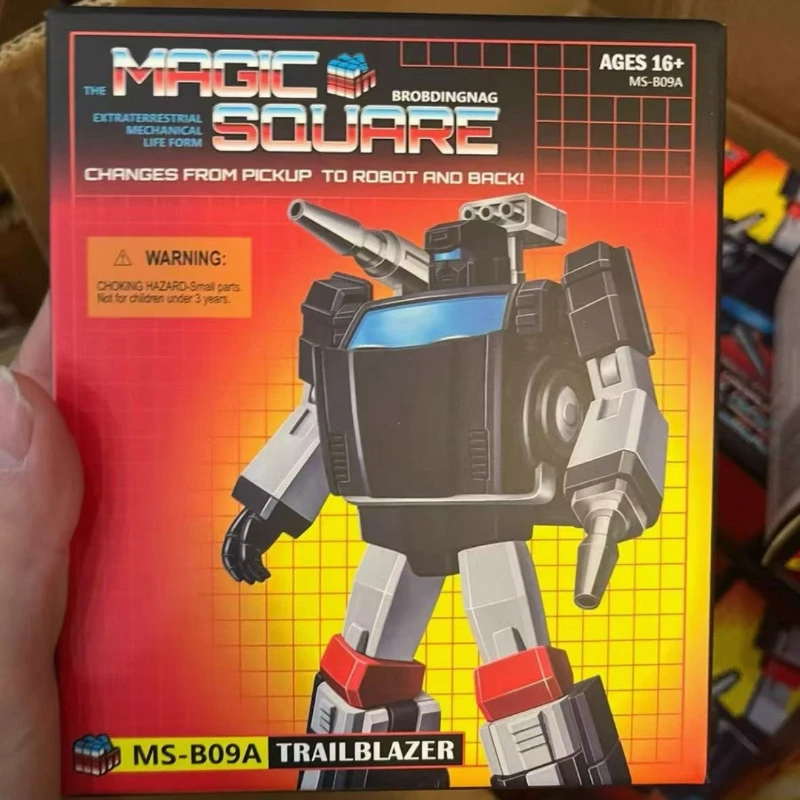 THE MAGIC
BROBDINGNAG
EXTRATERRESTRIAL
MECHANICAL
LIFE FORM
SQUARE
AGES 16+
MS-B09A
CHANGES FROM PICKUP TO ROBOT AND BACK!
WARNING:
CHOKING HAZARD-Small parts.
Not for children under 3 years.
MS-B09A TRAILBLAZER